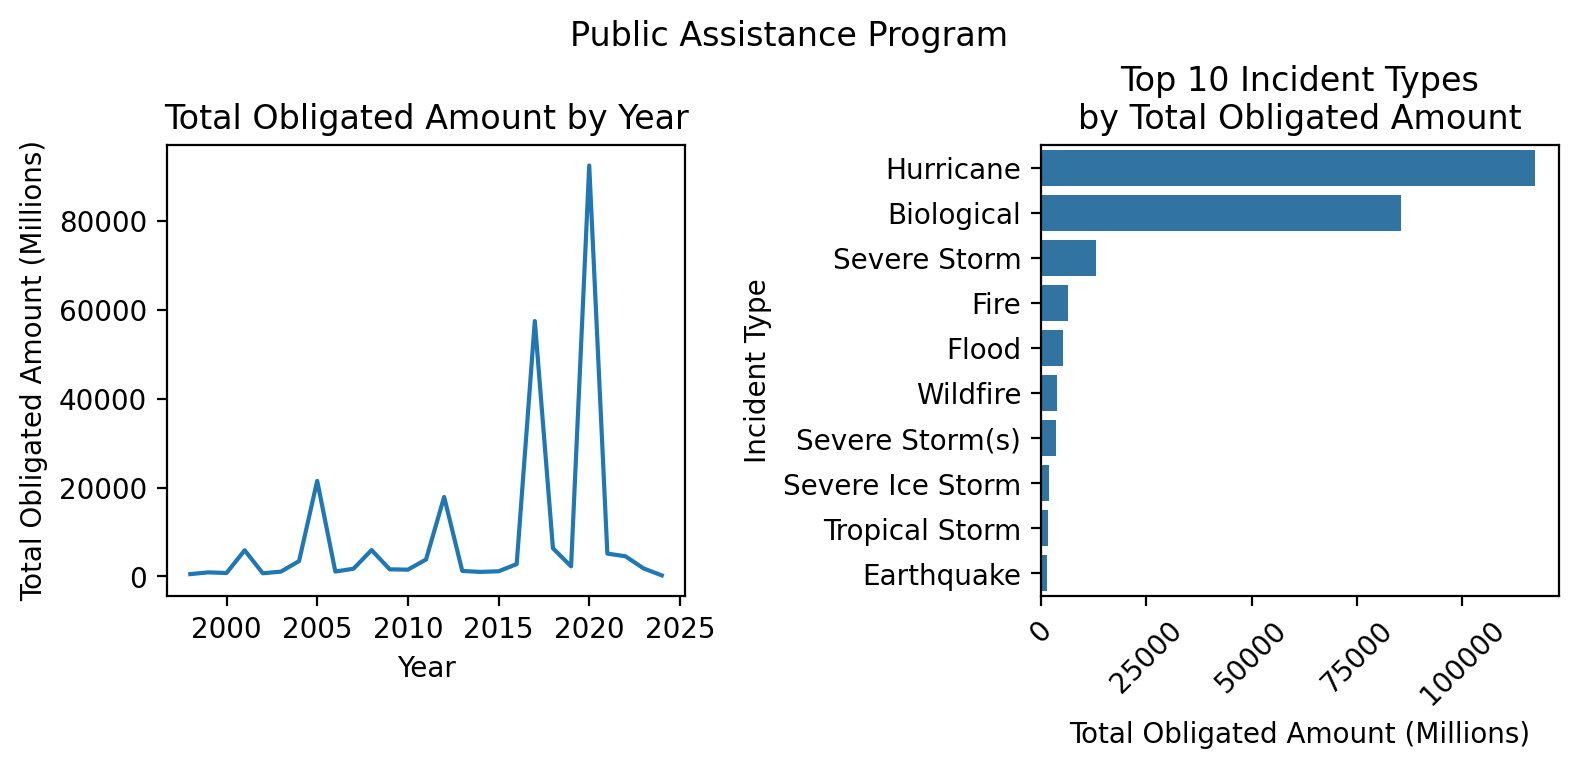 Public Assistance Program
Total Obligated Amount by Year
Total Obligated Amount (Millions)
80000
60000
40000
20000
0
2000 2005 2010 2015 2020 2025
Year
Top 10 Incident Types
by Total Obligated Amount
Incident Type
Hurricane
Biological
Severe Storm
Fire
Flood
Wildfire
Severe Storm(s)
Severe Ice Storm
Tropical Storm
Earthquake
0 25000 50000 75000 100000
Total Obligated Amount (Millions)